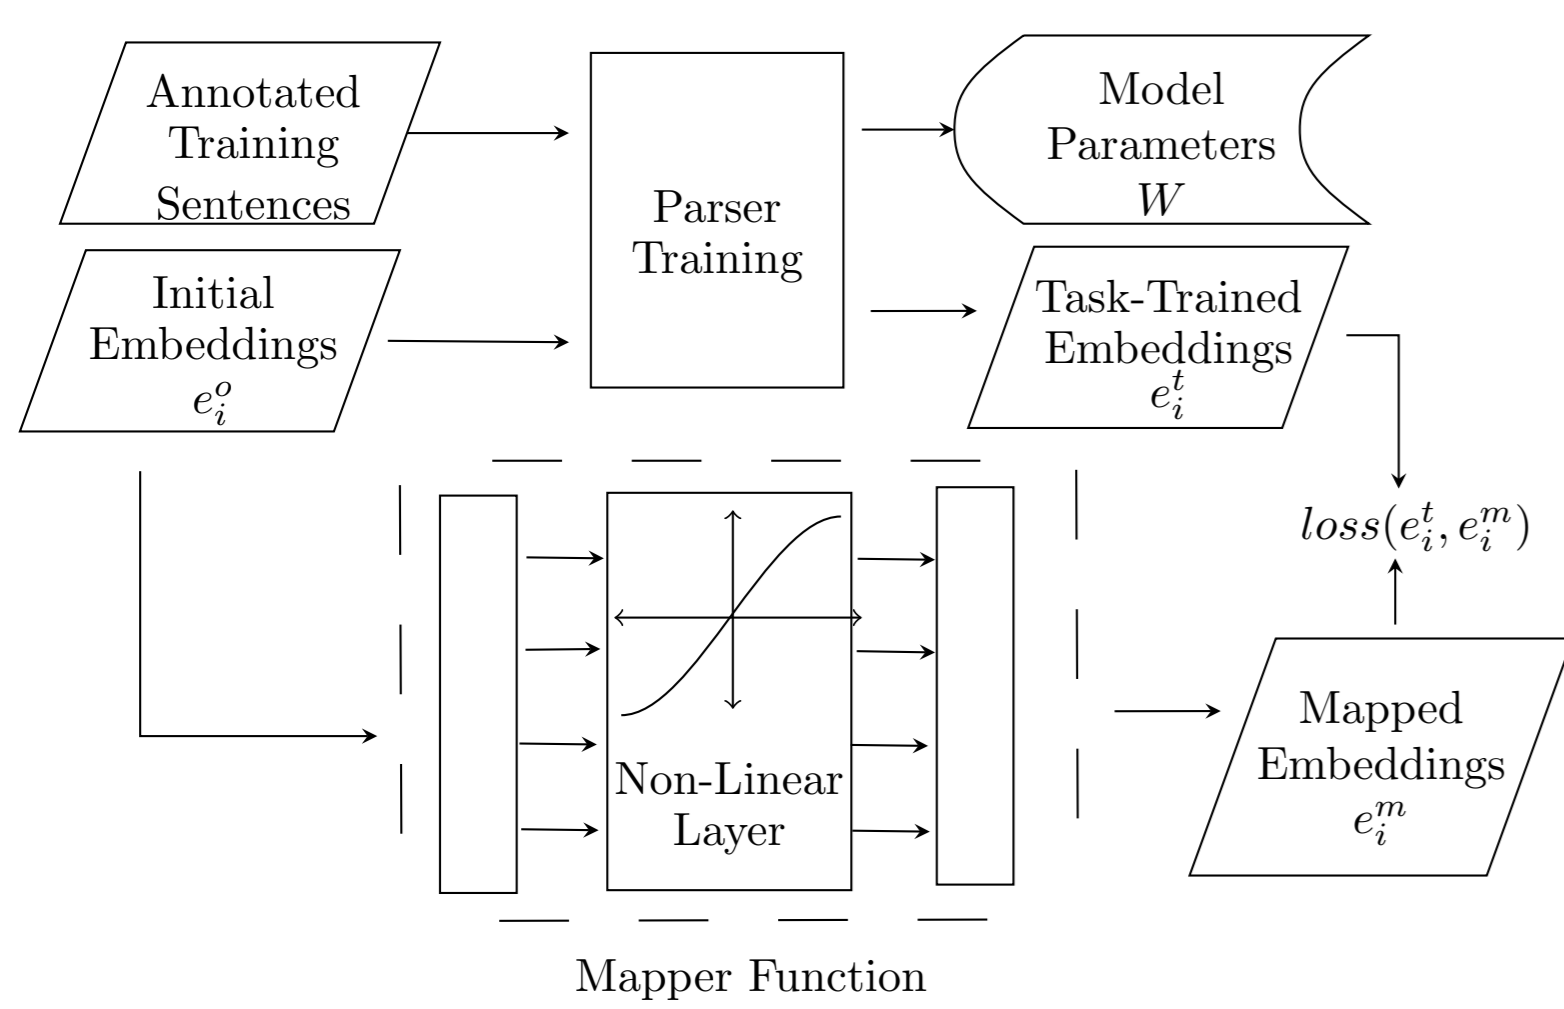 Annotated
Training
Sentences
Initial
Embeddings
$e_i^o$
Parser
Training
Model
Parameters
$W$
Task-Trained
Embeddings
$e_i^t$
$loss(e_i^t, e_i^m)$
Non-Linear
Layer
Mapped
Embeddings
$e_i^m$
Mapper Function